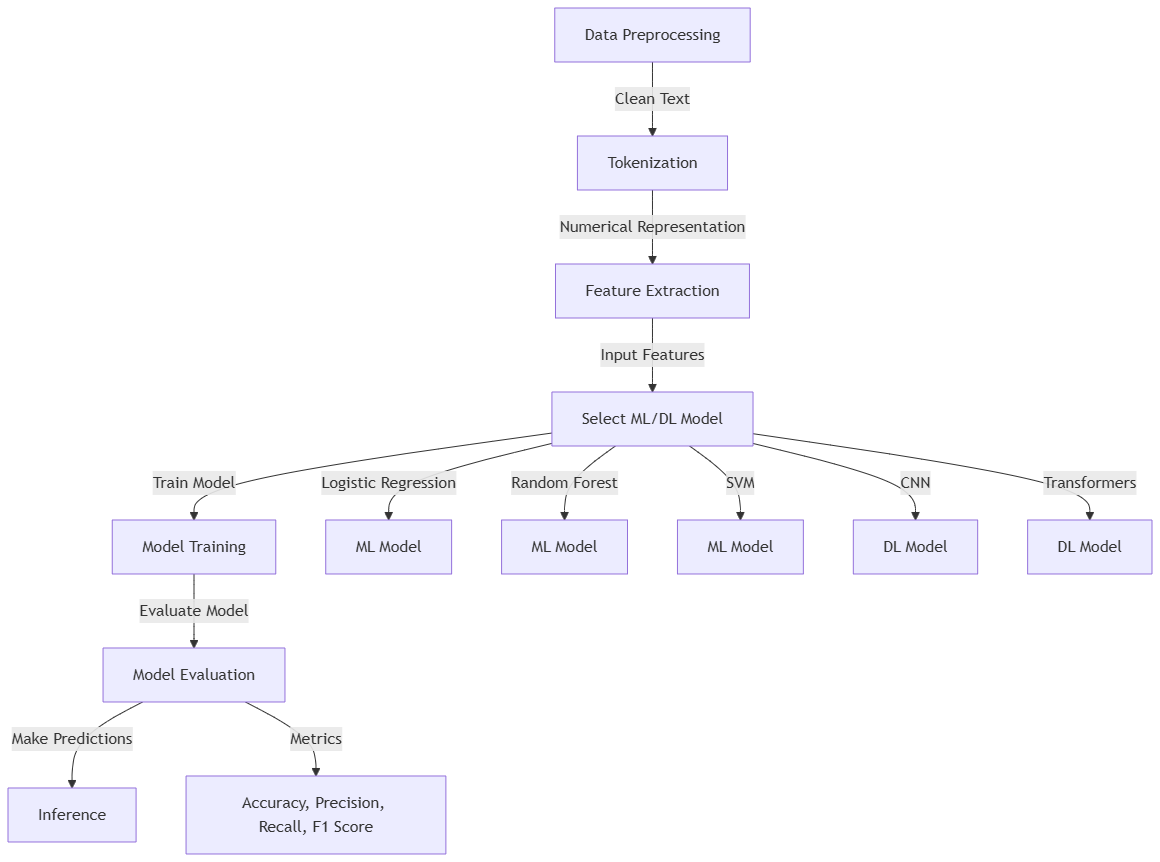 Data Preprocessing
Clean Text
Tokenization
Numerical Representation
Feature Extraction
Input Features
Select ML/DL Model
Train Model
Logistic Regression
Random Forest
SVM
CNN
Transformers
Model Training
ML Model
ML Model
ML Model
DL Model
DL Model
Evaluate Model
Model Evaluation
Make Predictions
Metrics
Inference
Accuracy, Precision,
Recall, F1 Score